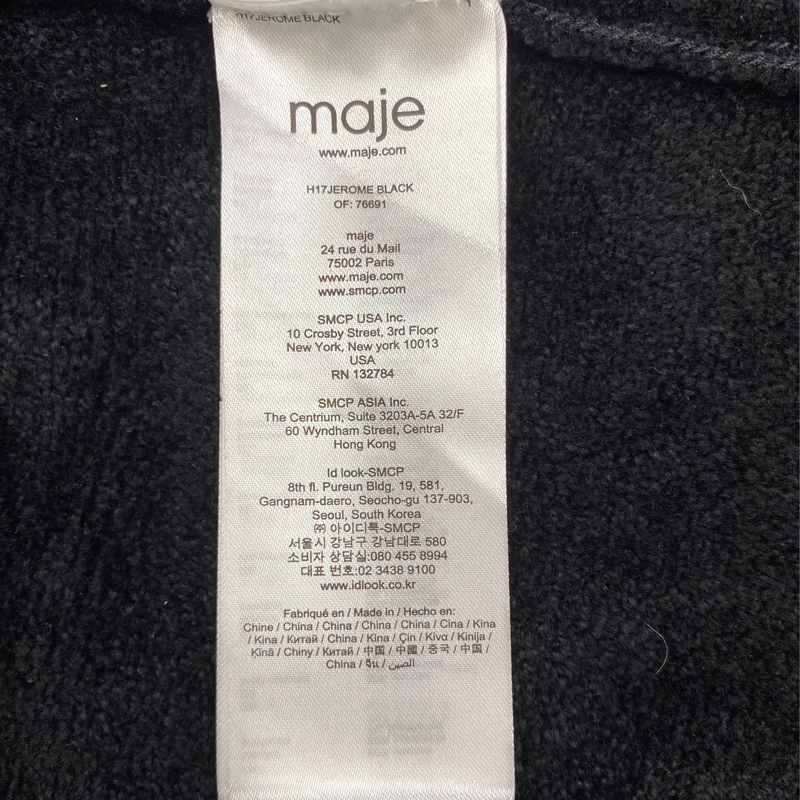 H17JEROME BLACK
maje
www.maje.com
H17JEROME BLACK
OF: 76691
maje
24 rue du Mail
75002 Paris
www.maje.com
www.smcp.com
SMCP USA Inc.
10 Crosby Street, 3rd Floor
New York, New york 10013
USA
RN 132784
SMCP ASIA Inc.
The Centrium, Suite 3203A-5A 32/F
60 Wyndham Street, Central
Hong Kong
Id look-SMCP
8th fl. Pureun Bldg. 19, 581,
Gangnam-daero, Seocho-gu 137-903,
Seoul, South Korea
㈜ 아이디룩-SMCP
서울시 강남구 강남대로 580
소비자 상담실:080 455 8994
대표 번호:02 3438 9100
www.idlook.co.kr
Fabriqué en / Made in / Hecho en:
Chine / China / China / China / China / Cina / Kina
/ Kina / Китай / China / Kina / Çin / Kiva / Kinija /
Ķīnā / Chiny / Китай / 中国 / 中國 / 중국 / 中国 /
China / จีน / الصين